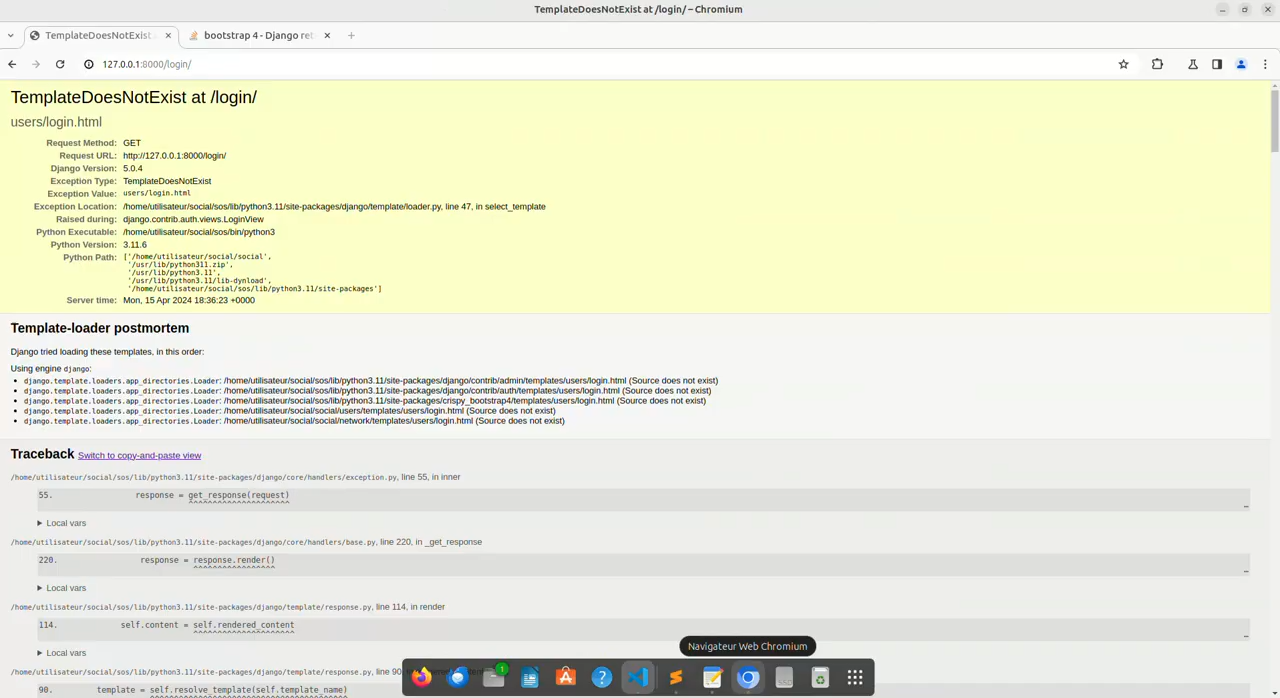 TemplateDoesNotExist at /login/ – Chromium
TemplateDoesNotExist
bootstrap 4 - Django ret
127.0.0.1:8000/login/
TemplateDoesNotExist at /login/
users/login.html
Request Method: GET
Request URL: http://127.0.0.1:8000/login/
Django Version: 5.0.4
Exception Type: TemplateDoesNotExist
Exception Value: users/login.html
Exception Location: /home/utilisateur/social/sos/lib/python3.11/site-packages/django/template/loader.py, line 47, in select_template
Raised during: django.contrib.auth.views.LoginView
Python Executable: /home/utilisateur/social/sos/bin/python3
Python Version: 3.11.6
Python Path: ['/home/utilisateur/social/social',
'/usr/lib/python311.zip',
'/usr/lib/python3.11',
'/usr/lib/python3.11/lib-dynload',
'/home/utilisateur/social/sos/lib/python3.11/site-packages']
Server time: Mon, 15 Apr 2024 18:36:23 +0000
Template-loader postmortem
Django tried loading these templates, in this order:
Using engine django:
• django.template.loaders.app_directories.Loader: /home/utilisateur/social/sos/lib/python3.11/site-packages/django/contrib/admin/templates/users/login.html (Source does not exist)
• django.template.loaders.app_directories.Loader: /home/utilisateur/social/sos/lib/python3.11/site-packages/django/contrib/auth/templates/users/login.html (Source does not exist)
• django.template.loaders.app_directories.Loader: /home/utilisateur/social/sos/lib/python3.11/site-packages/crispy_bootstrap4/templates/users/login.html (Source does not exist)
• django.template.loaders.app_directories.Loader: /home/utilisateur/social/social/users/templates/users/login.html (Source does not exist)
• django.template.loaders.app_directories.Loader: /home/utilisateur/social/social/network/templates/users/login.html (Source does not exist)
Traceback Switch to copy-and-paste view
/home/utilisateur/social/sos/lib/python3.11/site-packages/django/core/handlers/exception.py, line 55, in inner
55. response = get_response(request)
^^^^^^^^^^^^^^^^^^^^^
…
Local vars
/home/utilisateur/social/sos/lib/python3.11/site-packages/django/core/handlers/base.py, line 220, in _get_response
220. response = response.render()
^^^^^^^^^^^^^^^^^
…
Local vars
/home/utilisateur/social/sos/lib/python3.11/site-packages/django/template/response.py, line 114, in render
114. self.content = self.rendered_content
^^^^^^^^^^^^^^^^^^^^^
…
Local vars
Navigateur Web Chromium
/home/utilisateur/social/sos/lib/python3.11/site-packages/django/template/response.py, line 90
1
90. template = self.resolve_template(self.template_name)